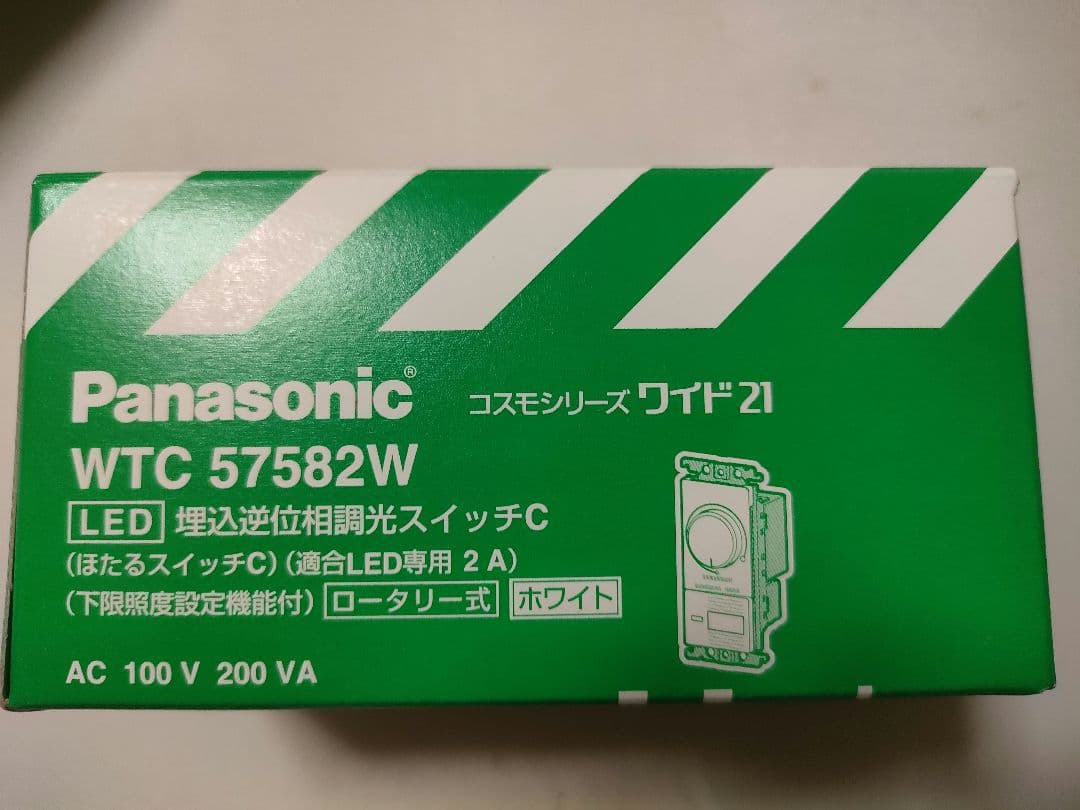 Panasonic®
コスモシリーズ ワイド21
WTC 57582W
LED 埋込逆位相調光スイッチC
(ほたるスイッチC)(適合LED専用 2 A)
(下限照度設定機能付) ロータリー式 ホワイト
AC 100 V 200 VA